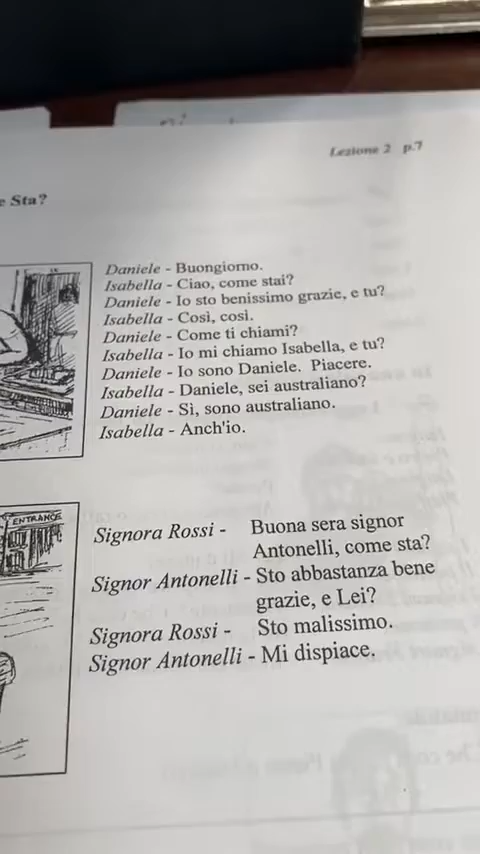 Lezione 2 p.7
e Sta?
Daniele - Buongiorno.
Isabella - Ciao, come stai?
Daniele - Io sto benissimo grazie, e tu?
Isabella - Così, così.
Daniele - Come ti chiami?
Isabella - Io mi chiamo Isabella, e tu?
Daniele - Io sono Daniele. Piacere.
Isabella - Daniele, sei australiano?
Daniele - Sì, sono australiano.
Isabella - Anch'io.
ENTRANCE
Signora Rossi - Buona sera signor
Antonelli, come sta?
Signor Antonelli - Sto abbastanza bene
grazie, e Lei?
Signora Rossi - Sto malissimo.
Signor Antonelli - Mi dispiace.